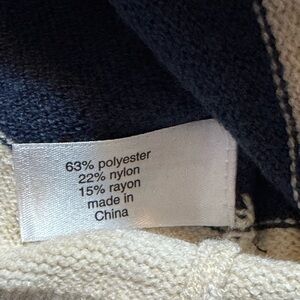 63% polyester
22% nylon
15% rayon
made in
China